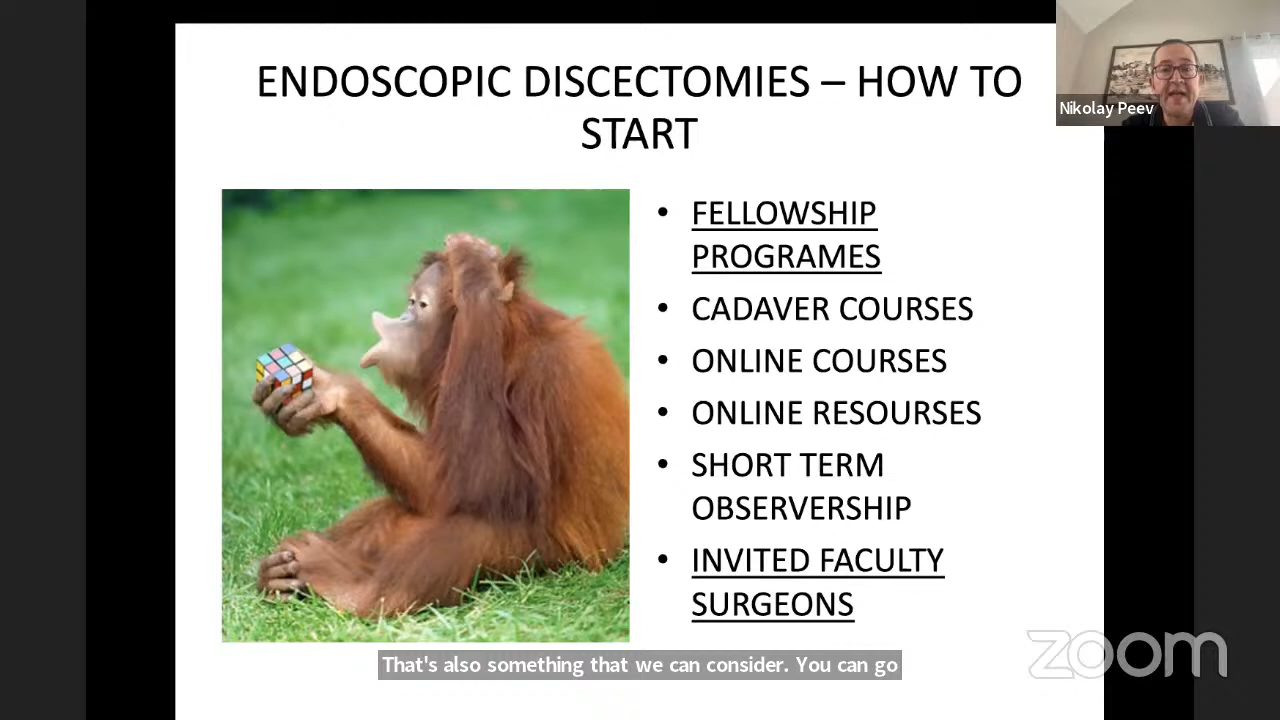 ENDOSCOPIC DISCECTOMIES – HOW TO
START
Nikolay Peev
• FELLOWSHIP
PROGRAMES
• CADAVER COURSES
• ONLINE COURSES
• ONLINE RESOURSES
• SHORT TERM
OBSERVERSHIP
• INVITED FACULTY
SURGEONS
That's also something that we can consider. You can go
zoom